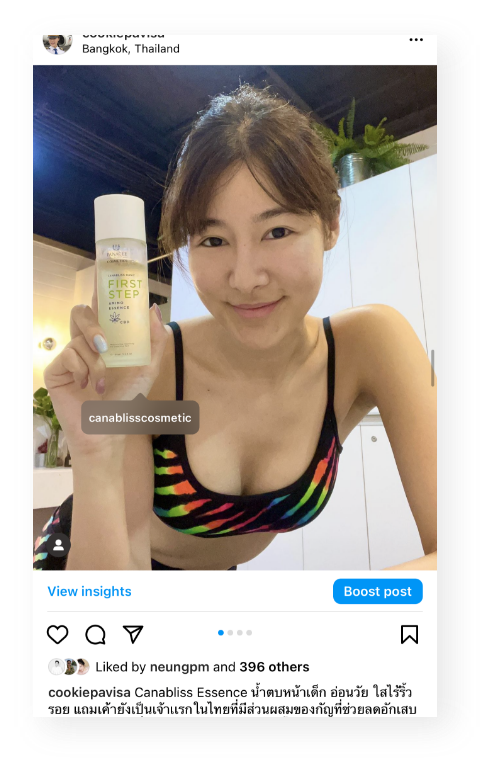 cookiepavisa
Bangkok, Thailand
FIRST
STEP
ESSENCE
CBD
canablisscosmetic
View insights
Boost post
Liked by neungpm and 396 others
cookiepavisa Canabliss Essence น้ำตบหน้าเด็ก อ่อนวัย ใสไร้ริ้ว
รอย แถมเค้ายังเป็นเจ้าแรกในไทยที่มีส่วนผสมของกัญที่ช่วยลดอักเสบ